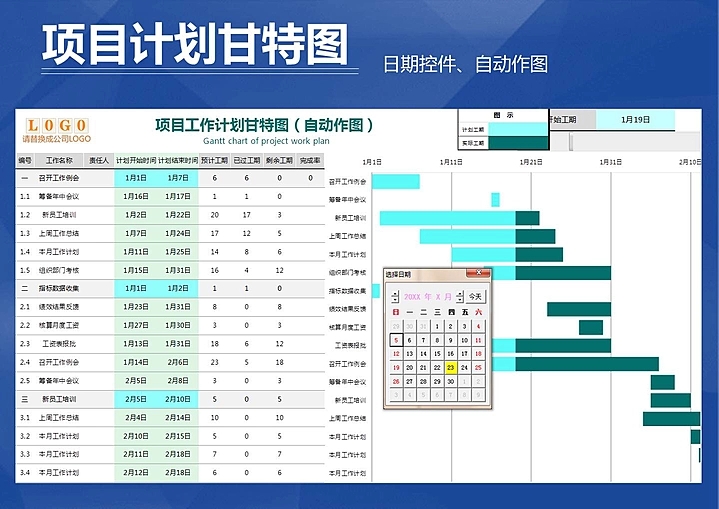 项目计划甘特图
日期控件、自动作图
LOGO
请替换成公司LOGO
项目工作计划甘特图（自动作图）
Gantt chart of project work plan
图 示
计划工期
实际工期
开始工期 1月19日
编号 工作名称 责任人 计划开始时间 计划结束时间 预计工期 已过工期 剩余工期 完成率
一 召开工作例会 1月1日 1月7日 6 6 0 0
1.1 筹备年中会议 1月16日 1月17日 1 1 0
1.2 新员工培训 1月2日 1月22日 20 17 3
1.3 上周工作总结 1月7日 1月24日 17 12 5
1.4 本月工作计划 1月11日 1月25日 14 8 6
1.5 组织部门考核 1月15日 1月31日 16 4 12
二 指标数据收集 1月1日 1月2日 1 1 0
2.1 绩效结果反馈 1月23日 1月31日 8 0 8
2.2 核算月度工资 1月27日 1月30日 3 0 3
2.3 工资表报批 1月13日 1月31日 18 6 12
2.4 召开工作例会 1月14日 2月6日 23 5 18
2.5 筹备年中会议 2月5日 2月8日 3 0 3
三 新员工培训 2月5日 2月10日 5 0 5
3.1 上周工作总结 2月4日 2月14日 10 0 10
3.2 本月工作计划 2月10日 2月15日 5 0 5
3.3 本月工作计划 2月11日 2月18日 7 0 7
3.4 本月工作计划 2月12日 2月18日 6 0 6
1月1日 1月11日 1月21日 1月31日 2月10日
召开工作例会
筹备年中会议
新员工培训
上周工作总结
本月工作计划
组织部门考核
指标数据收集
绩效结果反馈
核算月度工资
工资表报批
召开工作例会
筹备年中会议
新员工培训
上周工作总结
本月工作计划
本月工作计划
本月工作计划
选择日期
20XX 年 X 月 今天
日 一 二 三 四 五 六
29 30 31 1 2 3 4
5 6 7 8 9 10 11
12 13 14 15 16 17 18
19 20 21 22 23 24 25
26 27 28 29 30 1 2
3 4 5 6 7 8 9